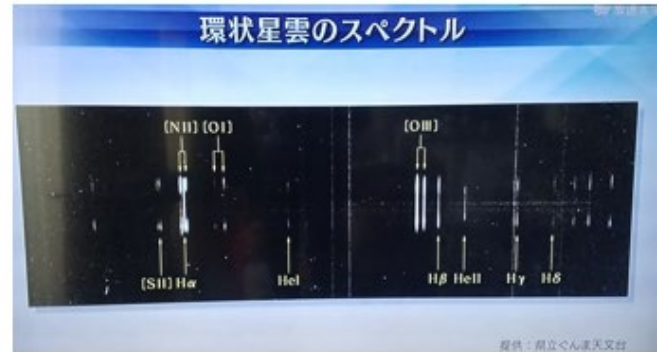 環状星雲のスペクトル
[NII] [OI]
[OIII]
[SII] Hα
HeI
Hβ HeII
Hγ
Hδ
提供：県立ぐんま天文台